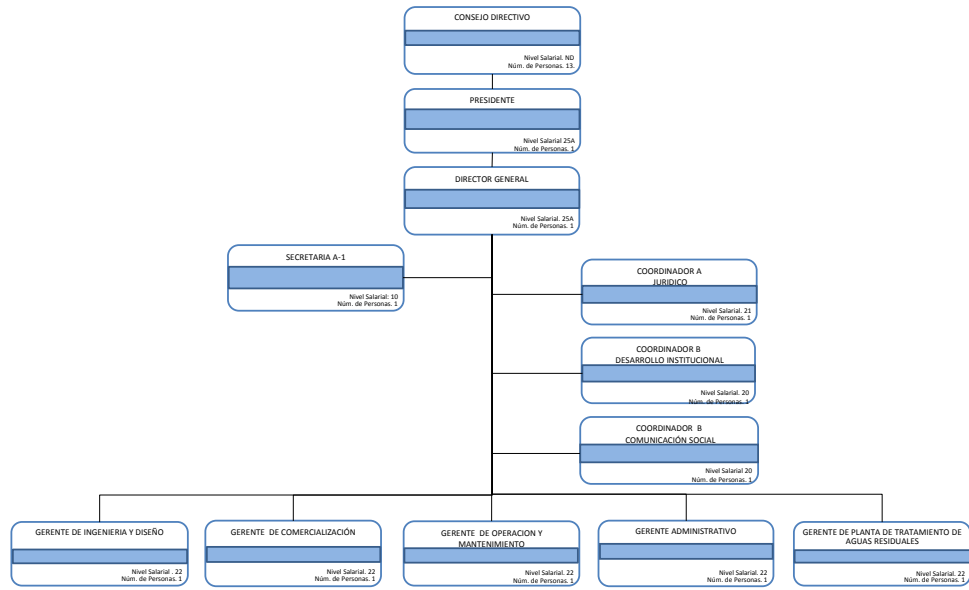 CONSEJO DIRECTIVO
Nivel Salarial. ND
Núm. de Personas. 13.
PRESIDENTE
Nivel Salarial 25A
Núm. de Personas. 1
DIRECTOR GENERAL
Nivel Salarial. 25A
Núm. de Personas. 1
SECRETARIA A-1
Nivel Salarial: 10
Núm. de Personas. 1
COORDINADOR A
JURIDICO
Nivel Salarial. 21
Núm. de Personas. 1
COORDINADOR B
DESARROLLO INSTITUCIONAL
Nivel Salarial. 20
Núm. de Personas. 1
COORDINADOR B
COMUNICACIÓN SOCIAL
Nivel Salarial 20
Núm. de Personas. 1
GERENTE DE INGENIERIA Y DISEÑO
Nivel Salarial . 22
Núm. de Personas. 1
GERENTE DE COMERCIALIZACIÓN
Nivel Salarial. 22
Núm. de Personas. 1
GERENTE DE OPERACION Y
MANTENIMIENTO
Nivel Salarial. 22
Núm. de Personas. 1
GERENTE ADMINISTRATIVO
Nivel Salarial. 22
Núm. de Personas. 1
GERENTE DE PLANTA DE TRATAMIENTO DE
AGUAS RESIDUALES
Nivel Salarial. 22
Núm. de Personas. 1